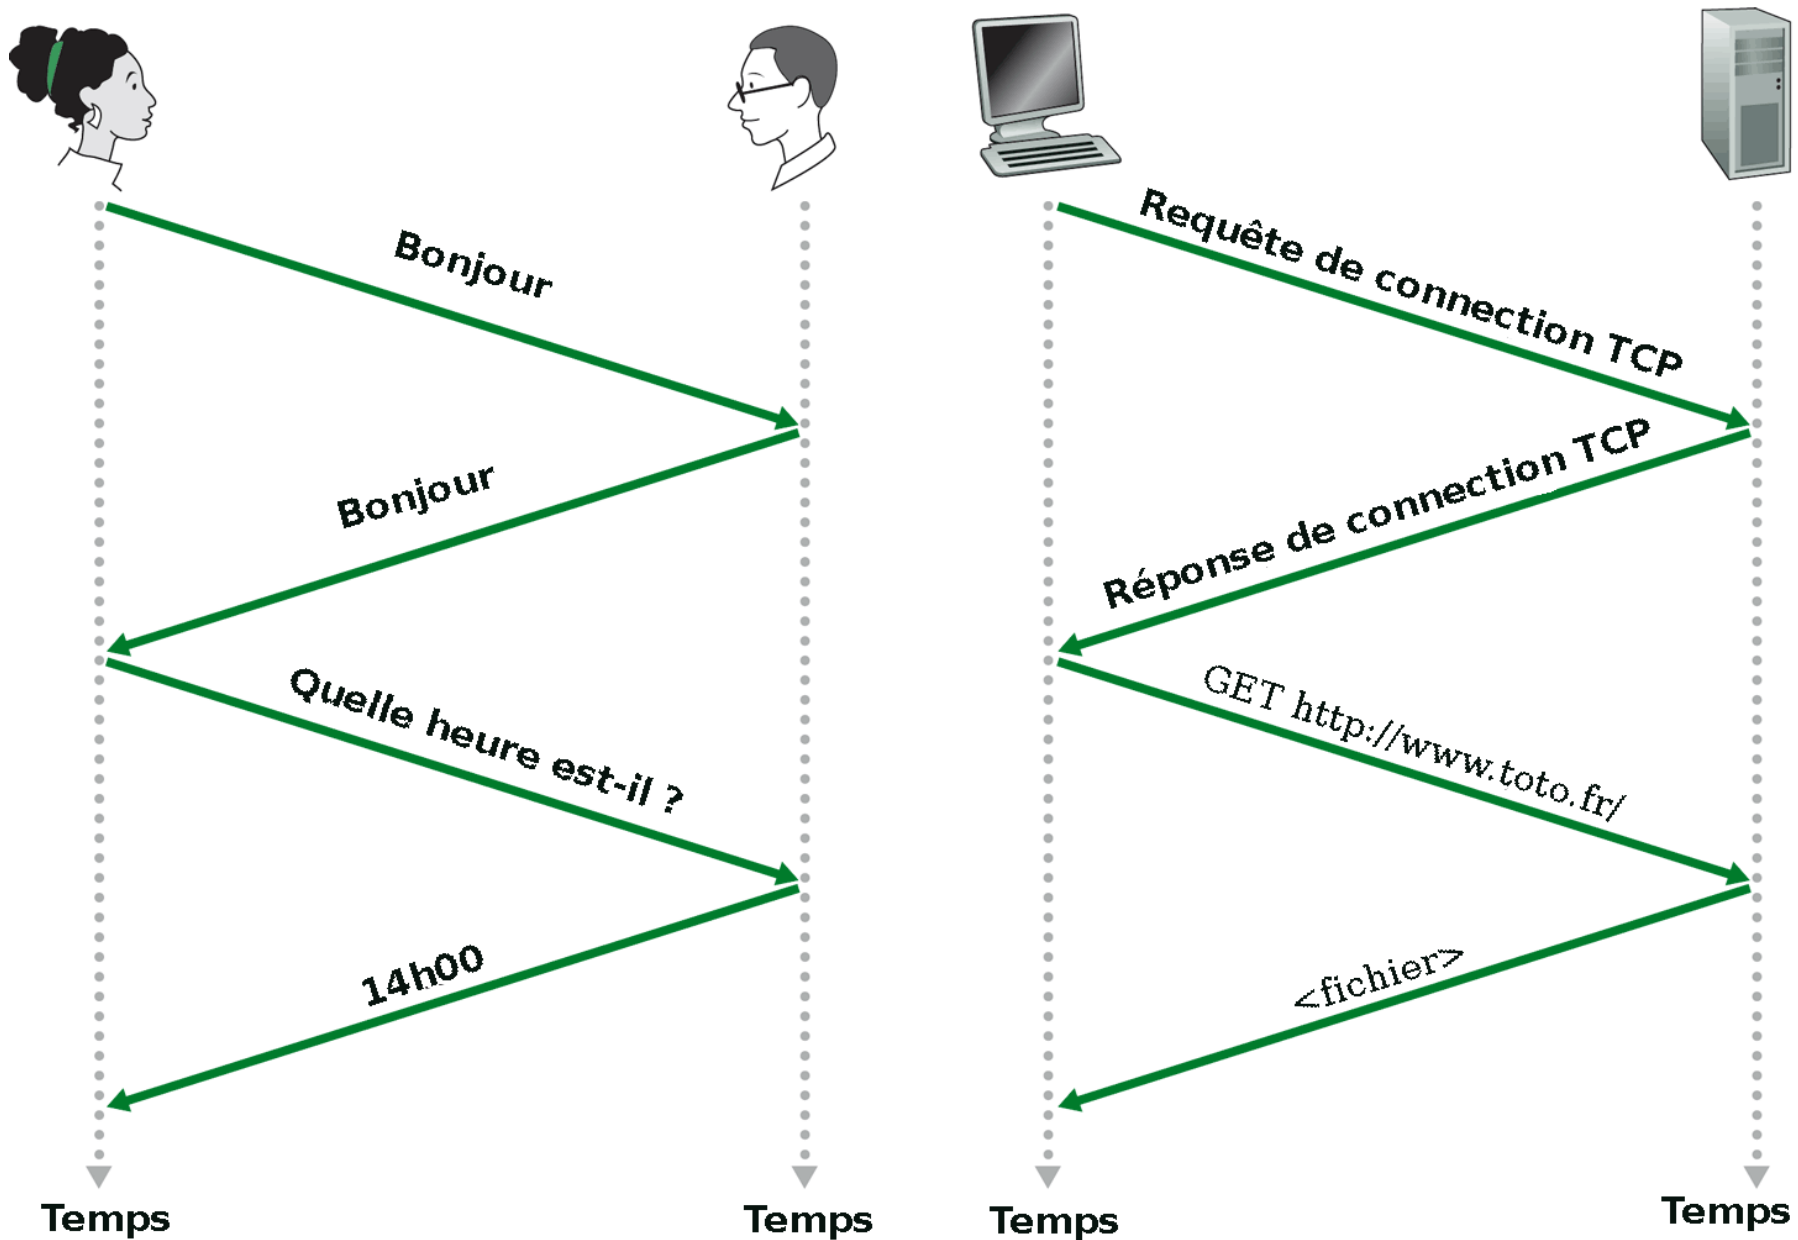 Bonjour
Bonjour
Quelle heure est-il ?
14h00
Temps
Temps
Requête de connection TCP
Réponse de connection TCP
GET http://www.toto.fr/
<fichier>
Temps
Temps